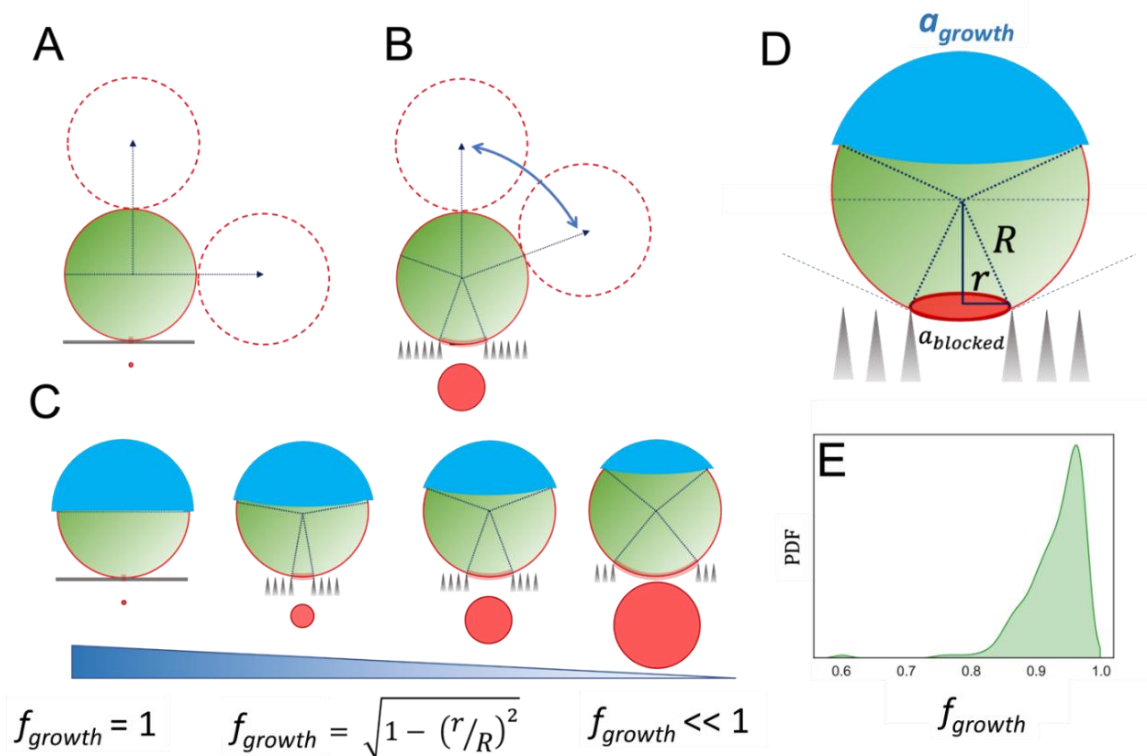 A
B
D
a_growth
R
r
a_blocked
C
f_growth = 1
f_growth = √(1 − (r/R)²)
f_growth << 1
E
PDF
0.6 0.7 0.8 0.9 1.0
f_growth